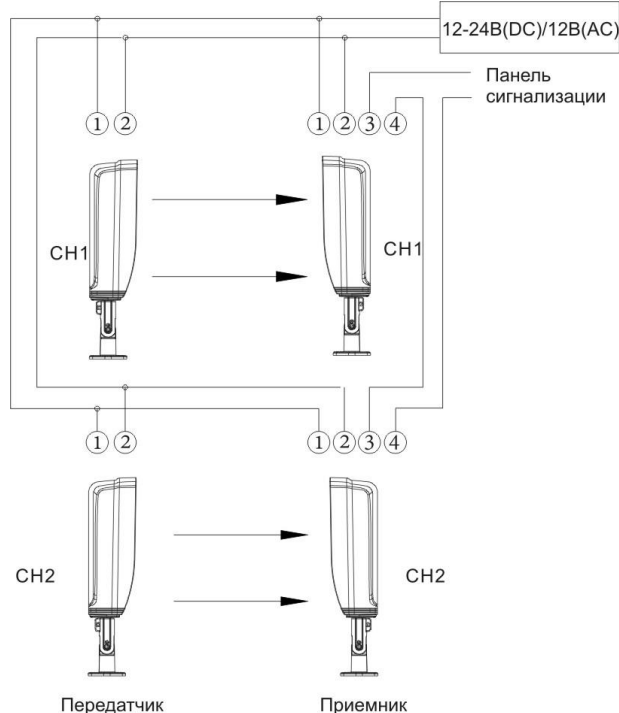 12-24В(DC)/12В(AC)
Панель
сигнализации
1 2 1 2 3 4
CH1 CH1
1 2 1 2 3 4
CH2 CH2
Передатчик Приемник